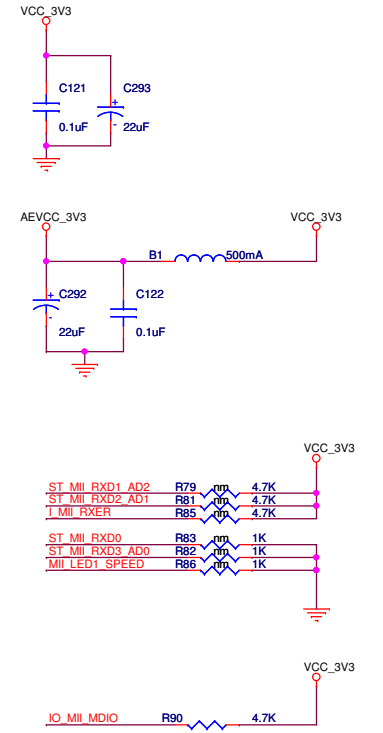 VCC_3V3
C121
C293
+
-
0.1uF
22uF
AEVCC_3V3
VCC_3V3
B1
500mA
+
C292
C122
-
22uF
0.1uF
VCC_3V3
ST_MII_RXD1_AD2 R79 nm 4.7K
ST_MII_RXD2_AD1 R81 nm 4.7K
I_MII_RXER R85 nm 4.7K
ST_MII_RXD0 R83 nm 1K
ST_MII_RXD3_AD0 R82 nm 1K
MII_LED1_SPEED R86 nm 1K
VCC_3V3
IO_MII_MDIO R90 4.7K